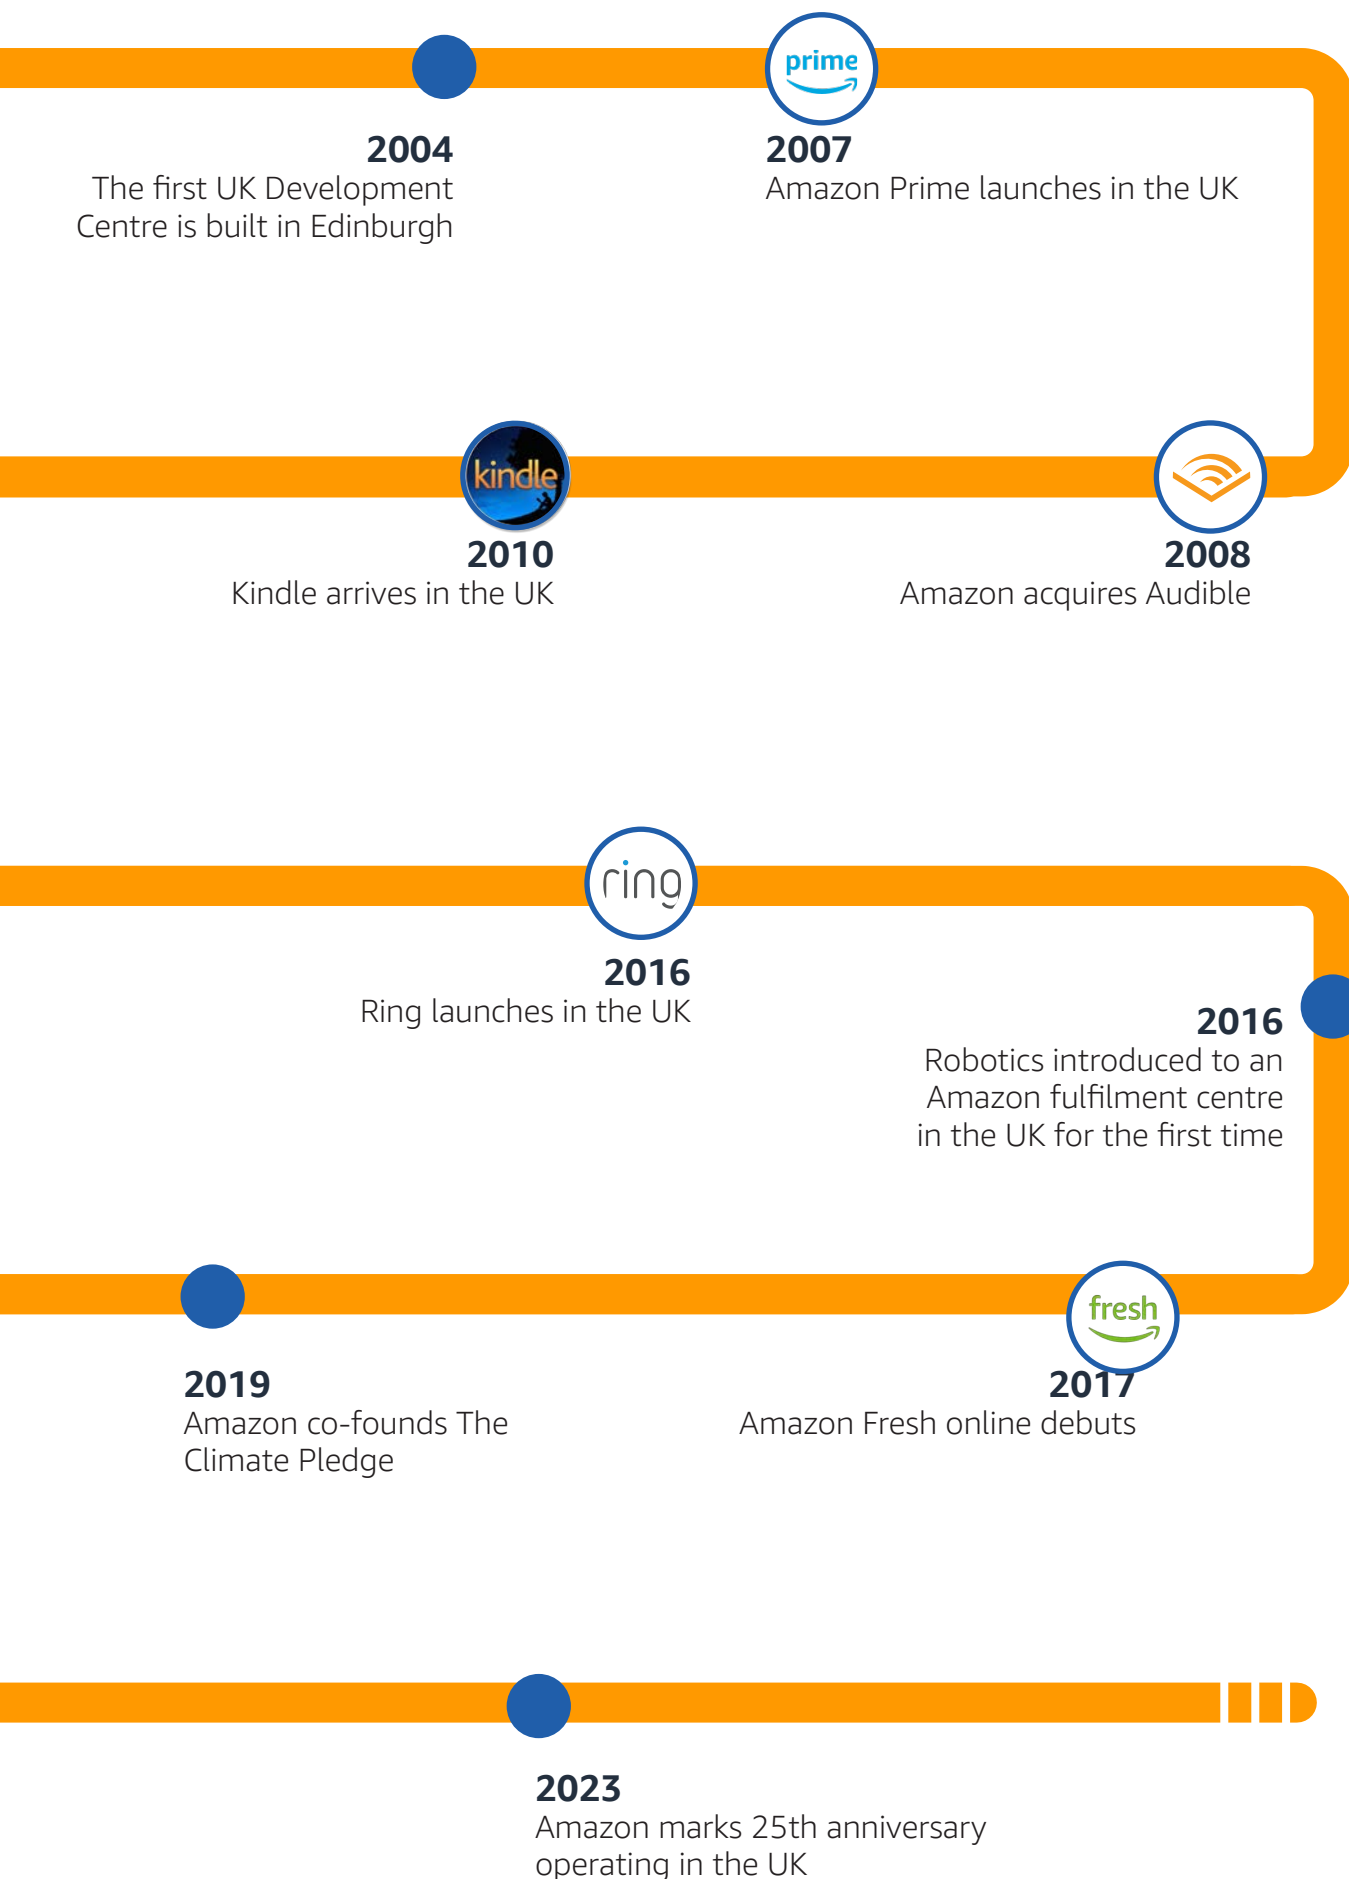 prime
2004
The first UK Development
Centre is built in Edinburgh
2007
Amazon Prime launches in the UK
kindle
2010
Kindle arrives in the UK
2008
Amazon acquires Audible
ring
2016
Ring launches in the UK
2016
Robotics introduced to an
Amazon fulfilment centre
in the UK for the first time
fresh
2019
Amazon co-founds The
Climate Pledge
2017
Amazon Fresh online debuts
2023
Amazon marks 25th anniversary
operating in the UK